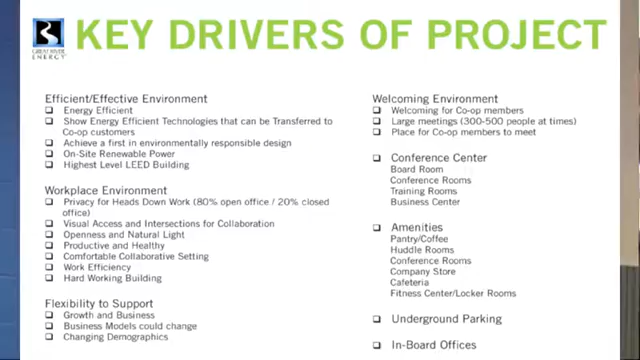 GREAT RIVER
ENERGY
KEY DRIVERS OF PROJECT
Efficient/Effective Environment
Energy Efficient
Show Energy Efficient Technologies that can be Transferred to
Co-op customers
Achieve a first in environmentally responsible design
On-Site Renewable Power
Highest Level LEED Building
Workplace Environment
Privacy for Heads Down Work (80% open office / 20% closed
office)
Visual Access and Intersections for Collaboration
Openness and Natural Light
Productive and Healthy
Comfortable Collaborative Setting
Work Efficiency
Hard Working Building
Flexibility to Support
Growth and Business
Business Models could change
Changing Demographics
Welcoming Environment
Welcoming for Co-op members
Large meetings (300-500 people at times)
Place for Co-op members to meet
Conference Center
Board Room
Conference Rooms
Training Rooms
Business Center
Amenities
Pantry/Coffee
Huddle Rooms
Conference Rooms
Company Store
Cafeteria
Fitness Center/Locker Rooms
Underground Parking
In-Board Offices